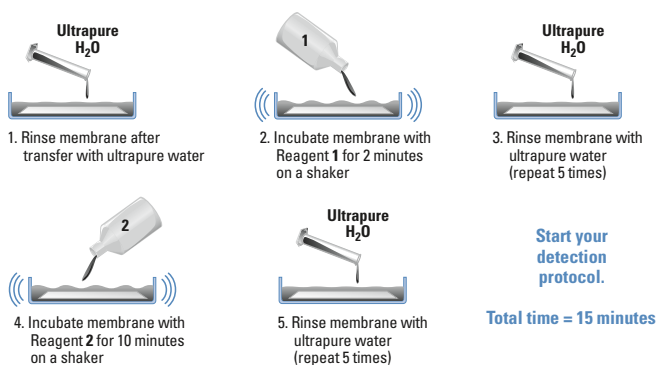 Ultrapure
H₂O
1. Rinse membrane after
transfer with ultrapure water
1
2. Incubate membrane with
Reagent 1 for 2 minutes
on a shaker
Ultrapure
H₂O
3. Rinse membrane with
ultrapure water
(repeat 5 times)
2
4. Incubate membrane with
Reagent 2 for 10 minutes
on a shaker
Ultrapure
H₂O
5. Rinse membrane with
ultrapure water
(repeat 5 times)
Start your
detection
protocol.
Total time = 15 minutes